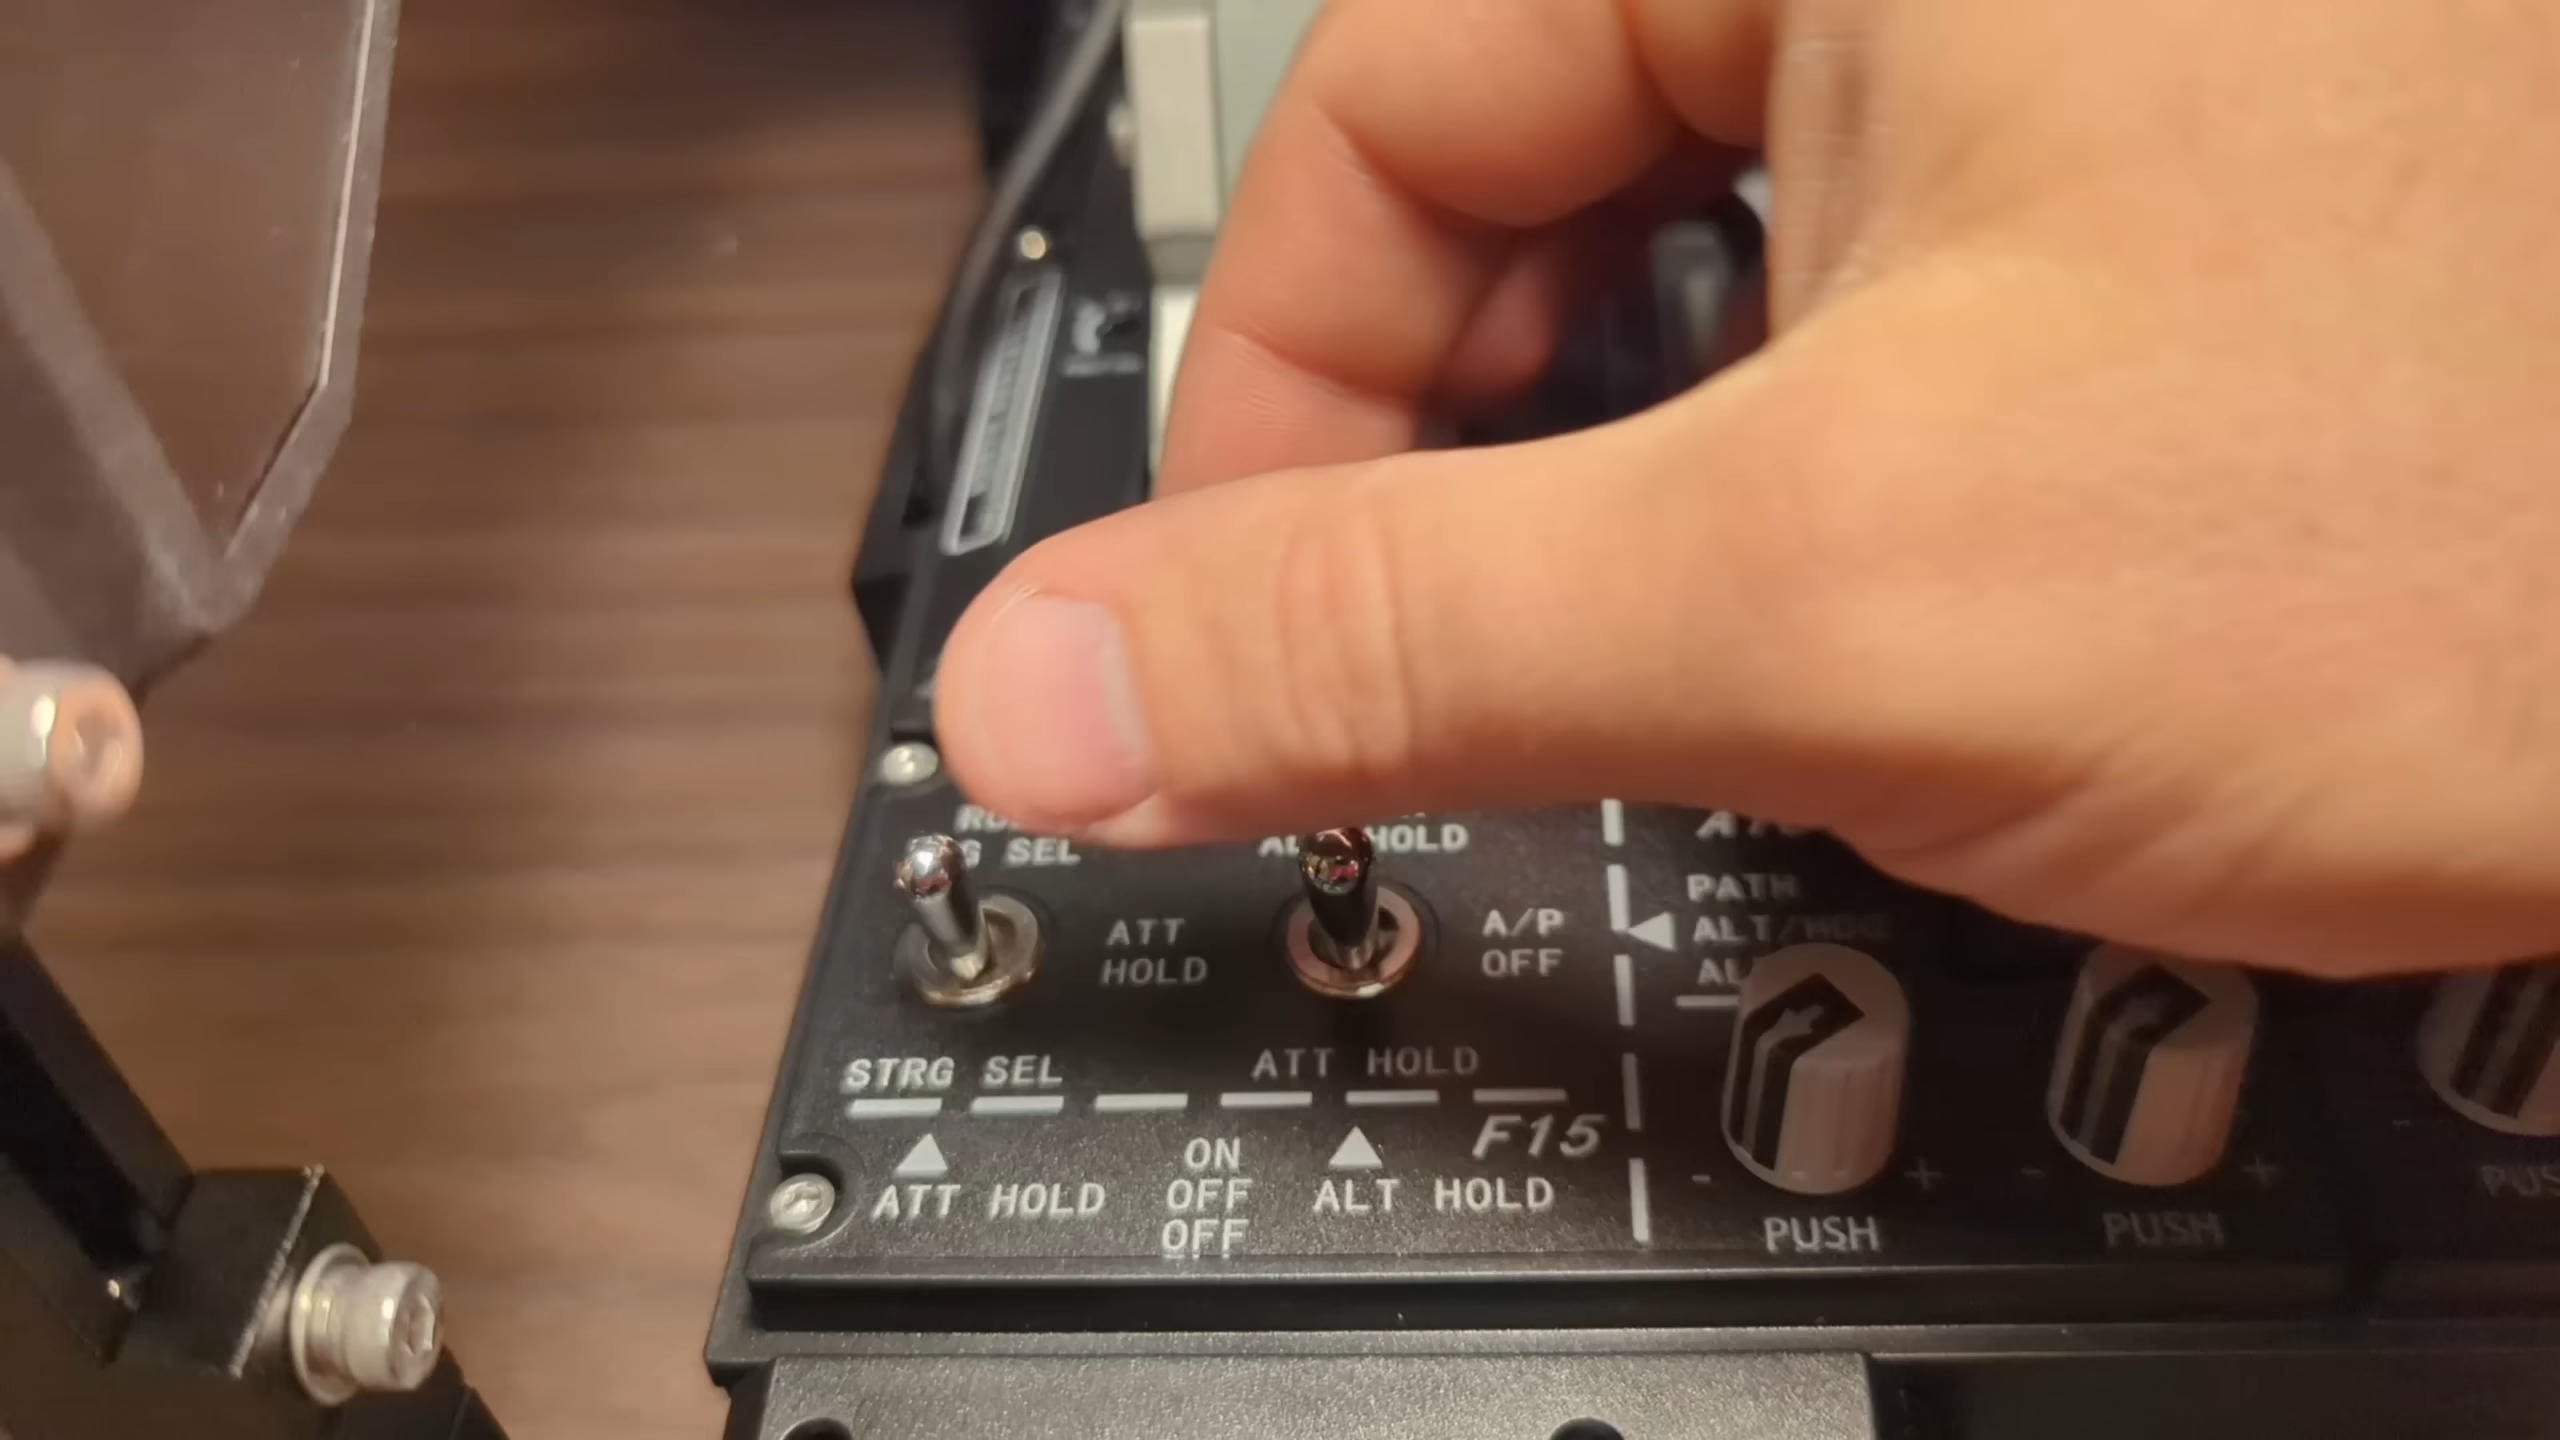 SEL
HOLD
ATT
HOLD
A/P
OFF
PATH
ALT/HDG
STRG SEL
ATT HOLD
F15
ATT HOLD
ON
OFF
OFF
ALT HOLD
- +
PUSH
- +
PUSH
-